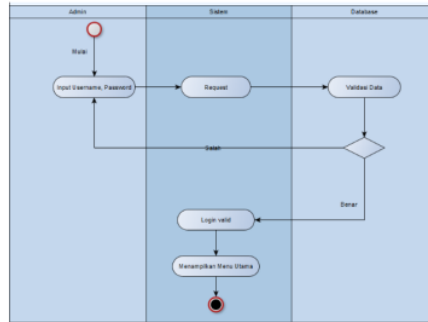 Admin
Sistem
Database
Mulai
Input Username, Password
Request
Validasi Data
Salah
Benar
Login valid
Menampilkan Menu Utama